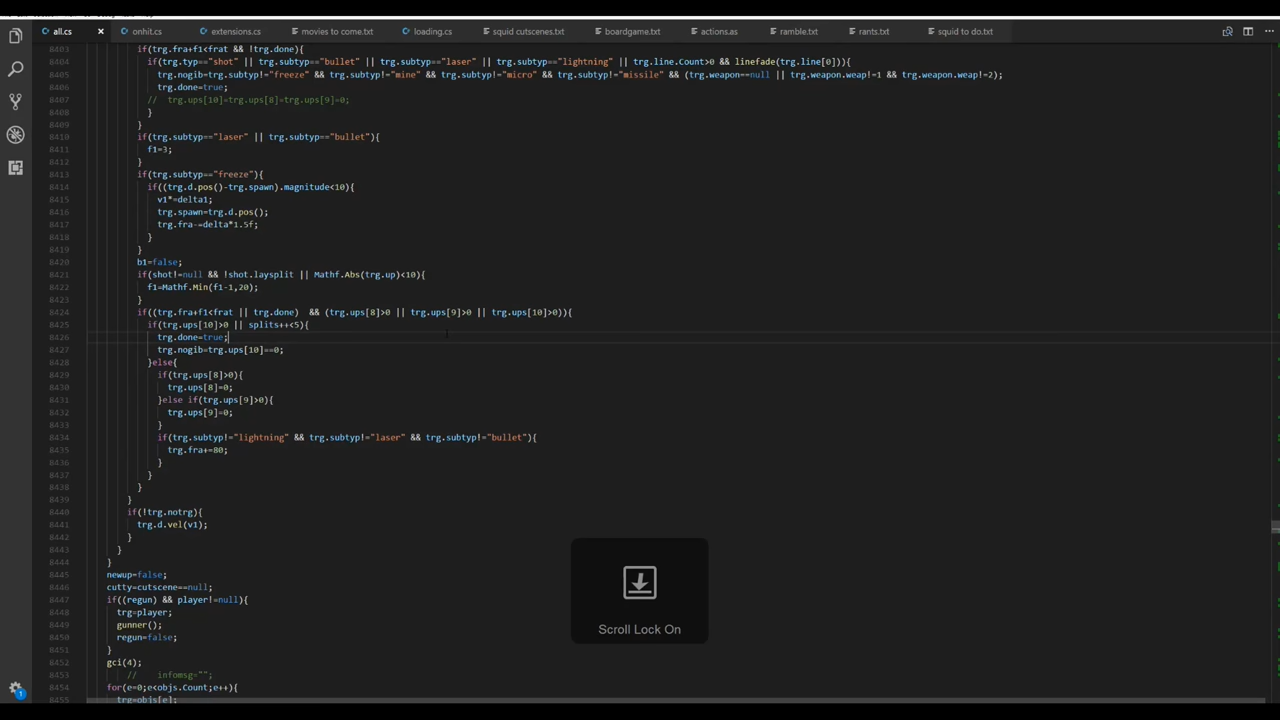 all.cs × onhit.cs extensions.cs movies to come.txt loading.cs squid cutscenes.txt boardgame.txt actions.as ramble.txt rants.txt squid to do.txt
8403 if(trg.fra+f1<frat && !trg.done){
8404 if(trg.typ=="shot" || trg.subtyp=="bullet" || trg.subtyp=="laser" || trg.subtyp=="lightning" || trg.line.Count>0 && linefade(trg.line[0])){
8405 trg.nogib=trg.subtyp!="freeze" && trg.subtyp!="mine" && trg.subtyp!="micro" && trg.subtyp!="missile" && (trg.weapon==null || trg.weapon.weap!=1 && trg.weapon.weap!=2);
8406 trg.done=true;
8407 // trg.ups[10]=trg.ups[8]=trg.ups[9]=0;
8408 }
8409 }
8410 if(trg.subtyp=="laser" || trg.subtyp=="bullet"){
8411 f1=3;
8412 }
8413 if(trg.subtyp=="freeze"){
8414 if((trg.d.pos()-trg.spawn).magnitude<10){
8415 v1*=delta1;
8416 trg.spawn=trg.d.pos();
8417 trg.fra-=delta*1.5f;
8418 }
8419 }
8420 b1=false;
8421 if(shot!=null && !shot.laysplit || Mathf.Abs(trg.up)<10){
8422 f1=Mathf.Min(f1-1,20);
8423 }
8424 if((trg.fra+f1<frat || trg.done) && (trg.ups[8]>0 || trg.ups[9]>0 || trg.ups[10]>0)){
8425 if(trg.ups[10]>0 || splits++<5){
8426 trg.done=true;
8427 trg.nogib=trg.ups[10]==0;
8428 }else{
8429 if(trg.ups[8]>0){
8430 trg.ups[8]=0;
8431 }else if(trg.ups[9]>0){
8432 trg.ups[9]=0;
8433 }
8434 if(trg.subtyp!="lightning" && trg.subtyp!="laser" && trg.subtyp!="bullet"){
8435 trg.fra+=80;
8436 }
8437 }
8438 }
8439 }
8440 if(!trg.notrg){
8441 trg.d.vel(v1);
8442 }
8443 }
8444 }
8445 newup=false;
8446 cutty=cutscene==null;
8447 if((regun) && player!=null){
8448 trg=player;
8449 gunner();
8450 regun=false;
8451 }
8452 gci(4);
8453 // infomsg="";
8454 for(e=0;e<objs.Count;e++){
8455 trg=objs[e];
Scroll Lock On
1